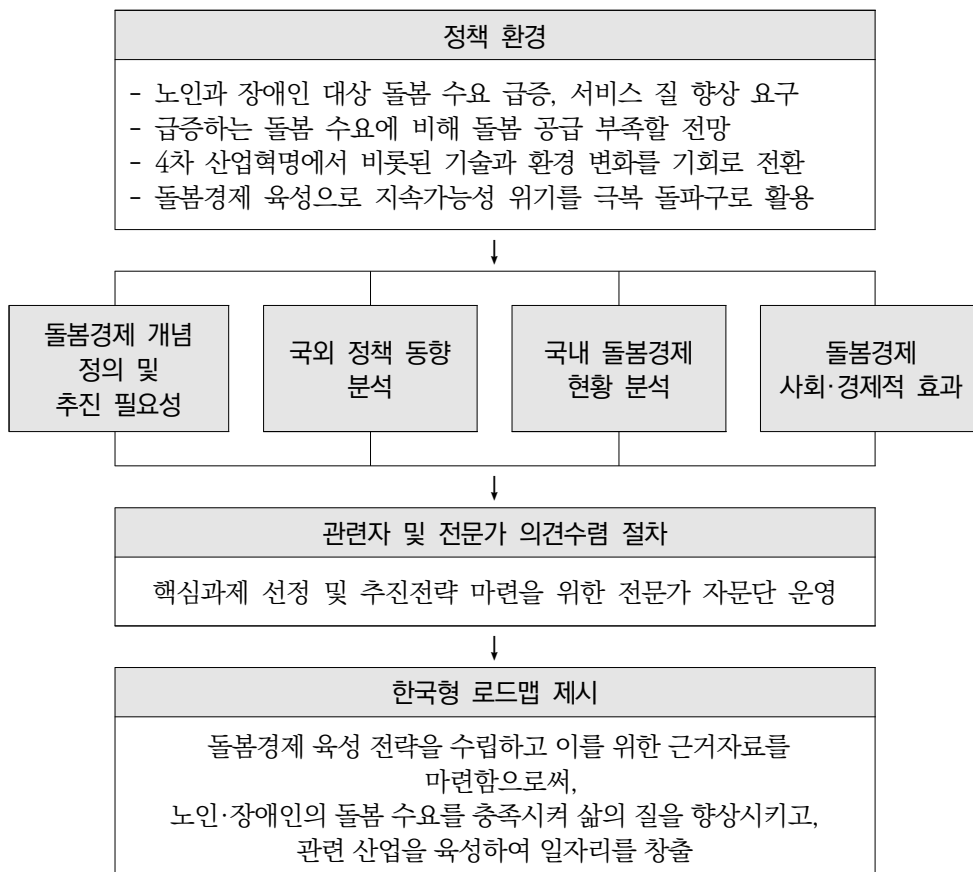 정책 환경
- 노인과 장애인 대상 돌봄 수요 급증, 서비스 질 향상 요구
- 급증하는 돌봄 수요에 비해 돌봄 공급 부족할 전망
- 4차 산업혁명에서 비롯된 기술과 환경 변화를 기회로 전환
- 돌봄경제 육성으로 지속가능성 위기를 극복 돌파구로 활용
돌봄경제 개념
정의 및
추진 필요성
국외 정책 동향
분석
국내 돌봄경제
현황 분석
돌봄경제
사회·경제적 효과
관련자 및 전문가 의견수렴 절차
핵심과제 선정 및 추진전략 마련을 위한 전문가 자문단 운영
한국형 로드맵 제시
돌봄경제 육성 전략을 수립하고 이를 위한 근거자료를
마련함으로써,
노인·장애인의 돌봄 수요를 충족시켜 삶의 질을 향상시키고,
관련 산업을 육성하여 일자리를 창출